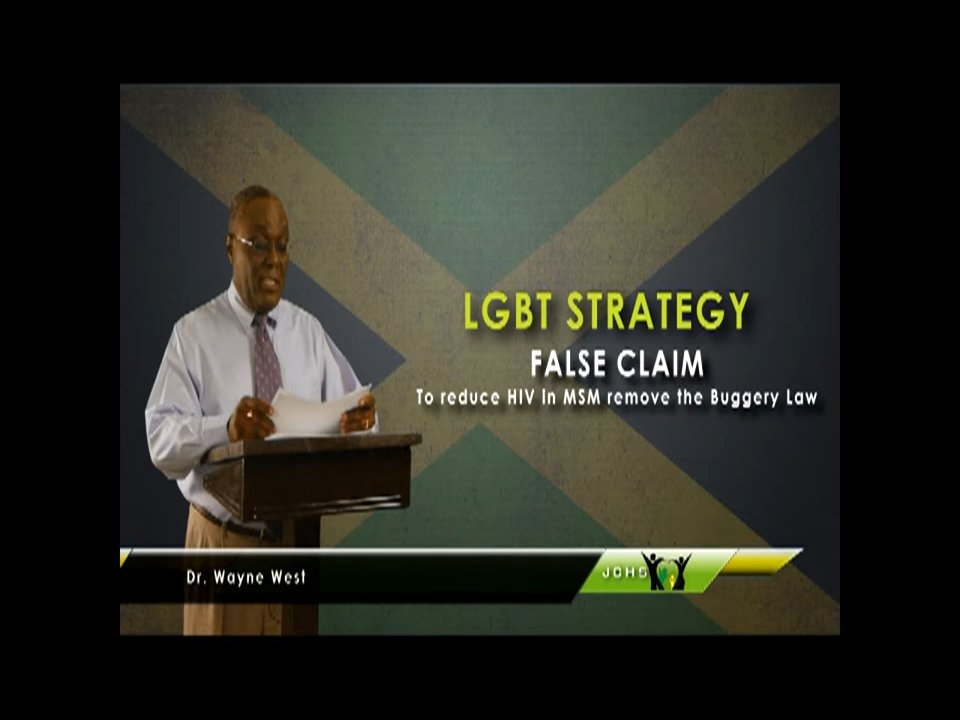 LGBT STRATEGY
FALSE CLAIM
To reduce HIV In MSM remove the Buggery Law
Dr. Wayne West
JCHS